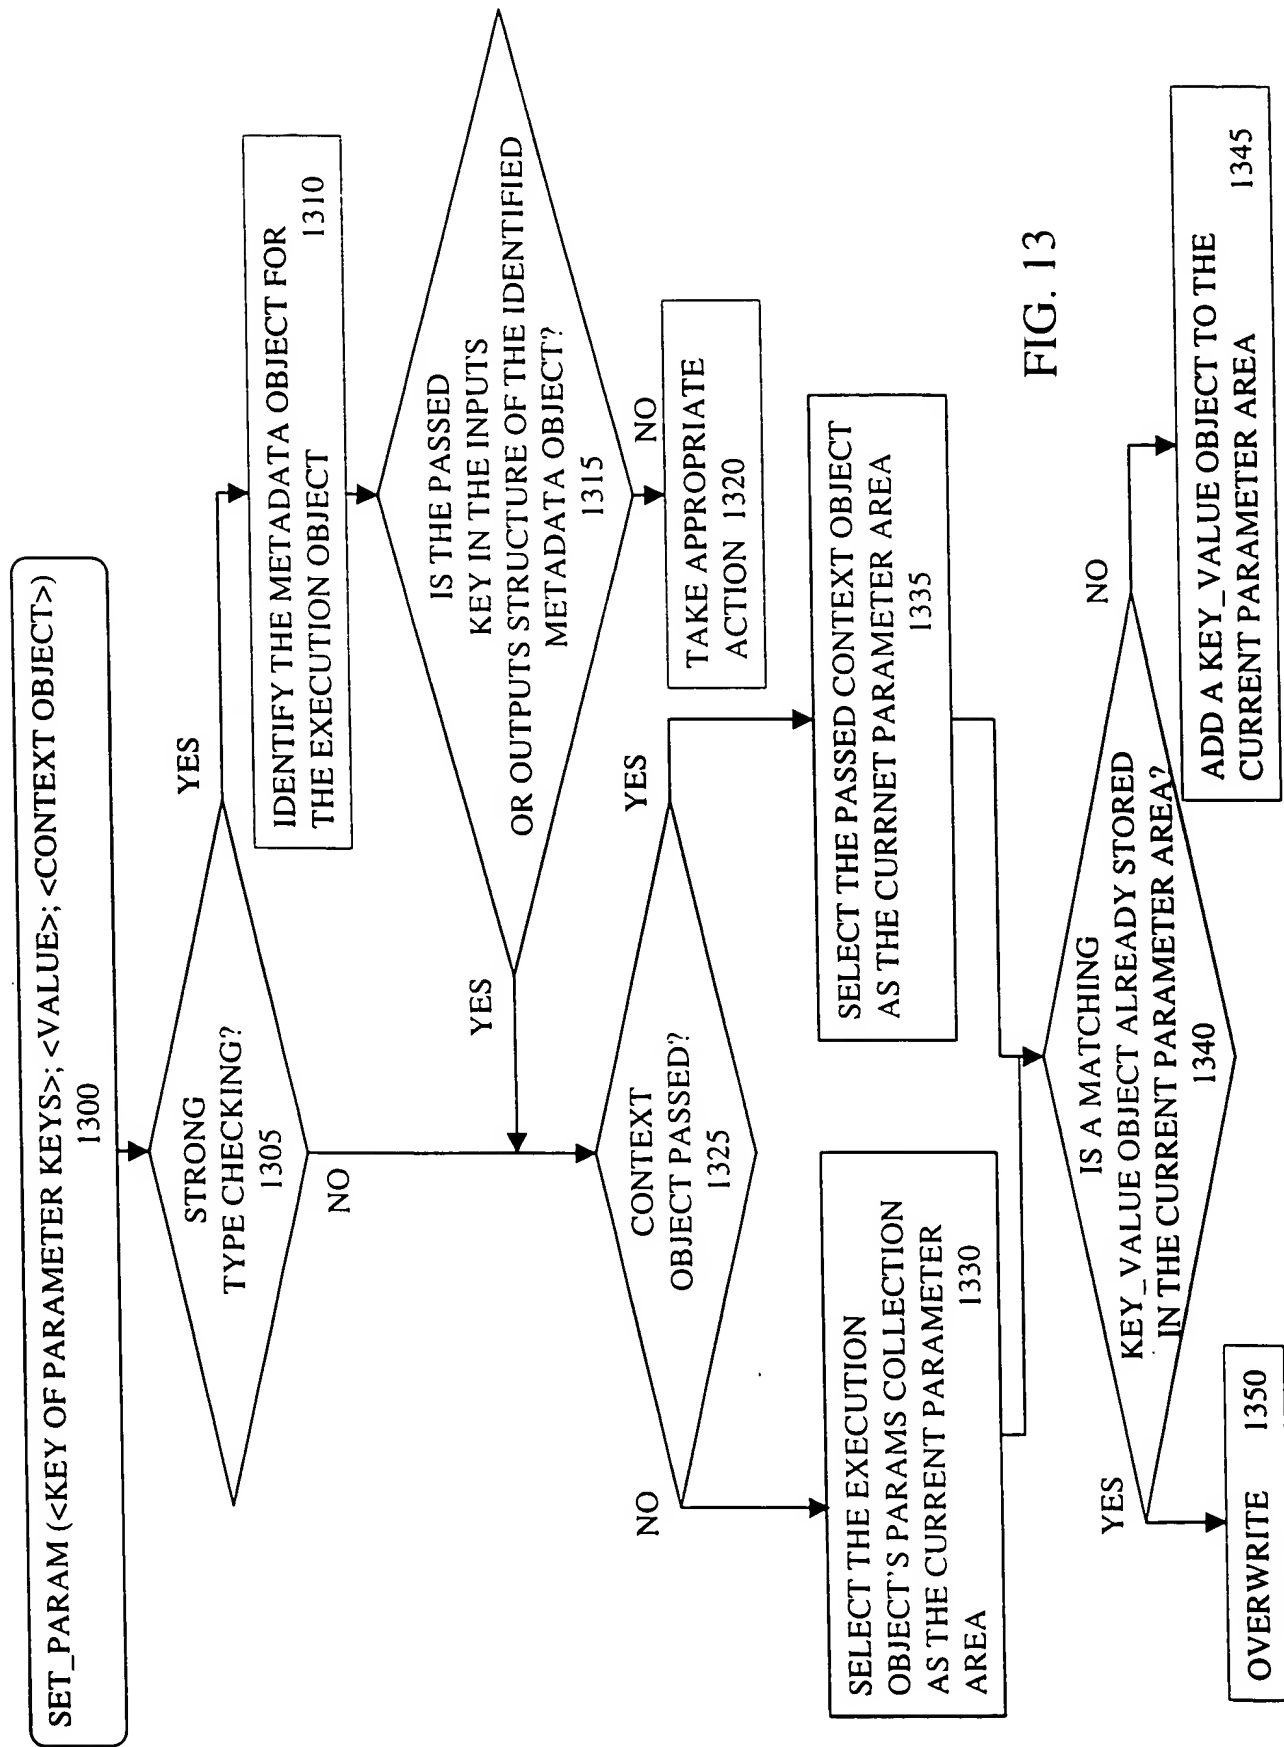 SET_PARAM (<KEY OF PARAMETER KEYS>; <VALUE>; <CONTEXT OBJECT>)
1300
STRONG
TYPE CHECKING?
1305
YES
NO
IDENTIFY THE METADATA OBJECT FOR
THE EXECUTION OBJECT 1310
IS THE PASSED
KEY IN THE INPUTS
OR OUTPUTS STRUCTURE OF THE IDENTIFIED
METADATA OBJECT?
1315
YES
NO
TAKE APPROPRIATE
ACTION 1320
CONTEXT
OBJECT PASSED?
1325
NO
YES
SELECT THE EXECUTION
OBJECT'S PARAMS COLLECTION
AS THE CURRENT PARAMETER
AREA 1330
SELECT THE PASSED CONTEXT OBJECT
AS THE CURRNET PARAMETER AREA
1335
IS A MATCHING
KEY_VALUE OBJECT ALREADY STORED
IN THE CURRENT PARAMETER AREA?
1340
YES
NO
OVERWRITE 1350
ADD A KEY_VALUE OBJECT TO THE
CURRENT PARAMETER AREA 1345
FIG. 13